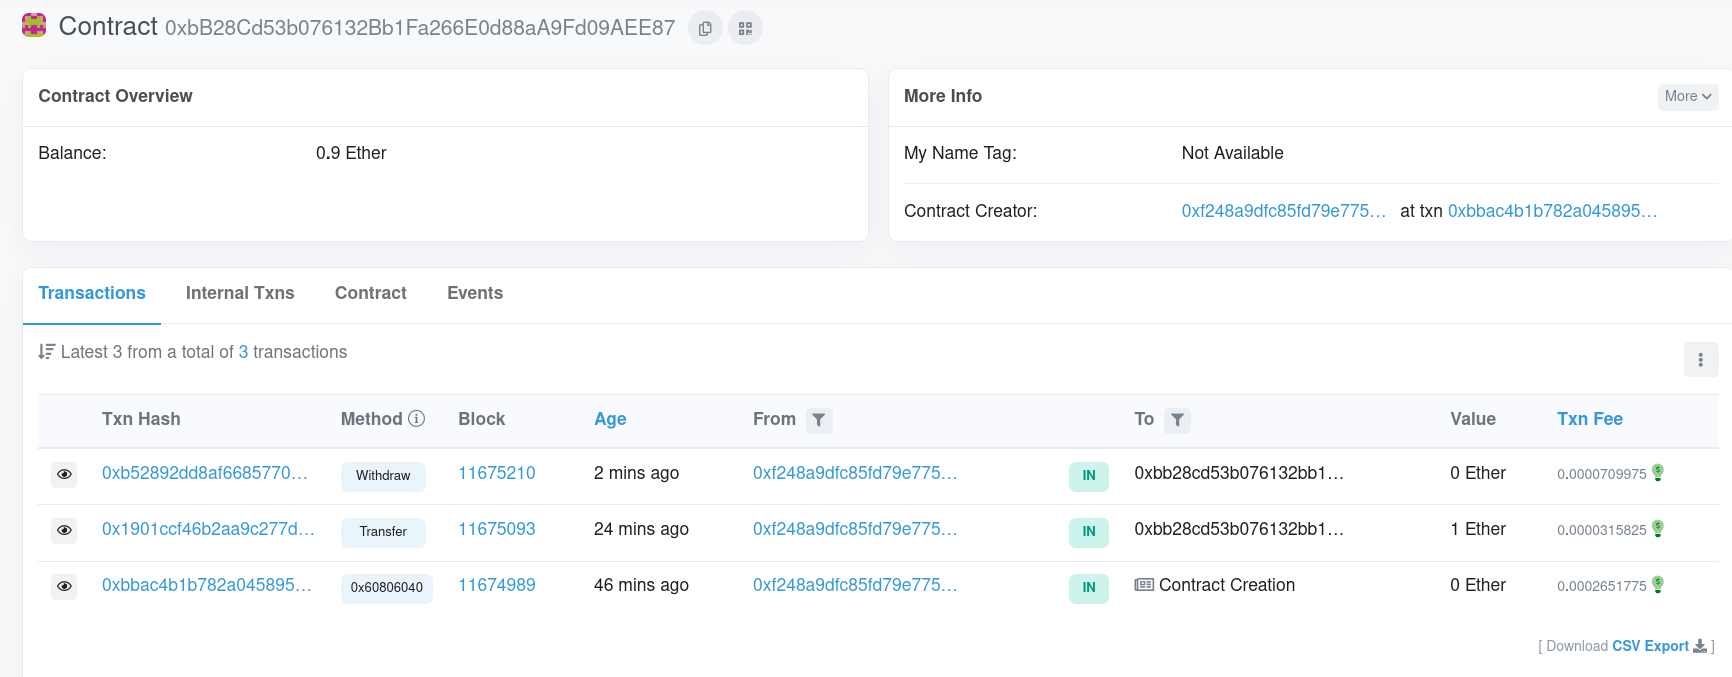 Contract 0xbB28Cd53b076132Bb1Fa266E0d88aA9Fd09AEE87
Contract Overview
Balance: 0.9 Ether
More Info More
My Name Tag: Not Available
Contract Creator: 0xf248a9dfc85fd79e775... at txn 0xbbac4b1b782a045895...
Transactions Internal Txns Contract Events
Latest 3 from a total of 3 transactions
Txn Hash Method Block Age From To Value Txn Fee
0xb52892dd8af6685770... Withdraw 11675210 2 mins ago 0xf248a9dfc85fd79e775... IN 0xbb28cd53b076132bb1... 0 Ether 0.0000709975
0x1901ccf46b2aa9c277d... Transfer 11675093 24 mins ago 0xf248a9dfc85fd79e775... IN 0xbb28cd53b076132bb1... 1 Ether 0.0000315825
0xbbac4b1b782a045895... 0x60806040 11674989 46 mins ago 0xf248a9dfc85fd79e775... IN Contract Creation 0 Ether 0.0002651775
[ Download CSV Export ]